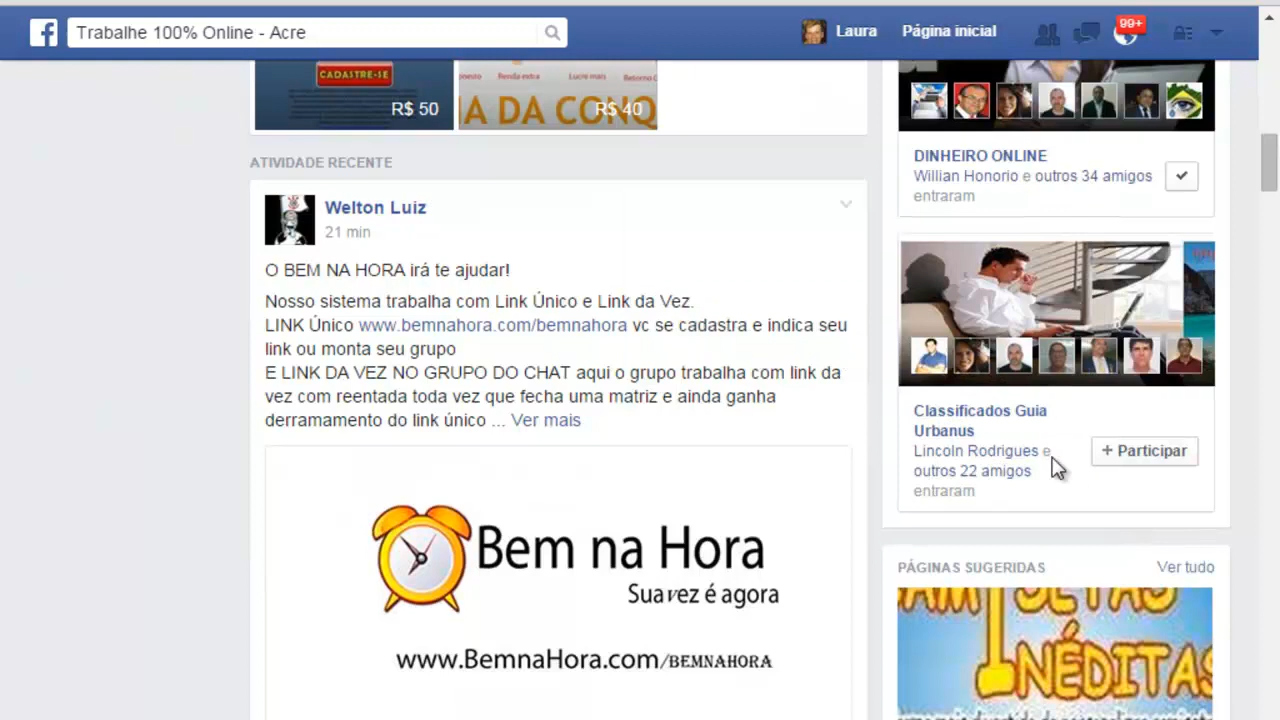 Trabalhe 100% Online - Acre
Laura
Página inicial
99+
CADASTRE-SE
R$ 50
Renda extra
Lucre mais
Retorno
R$ 40
A DA CONQ
ATIVIDADE RECENTE
Welton Luiz
21 min
O BEM NA HORA irá te ajudar!
Nosso sistema trabalha com Link Único e Link da Vez.
LINK Único www.bemnahora.com/bemnahora vc se cadastra e indica seu
link ou monta seu grupo
E LINK DA VEZ NO GRUPO DO CHAT aqui o grupo trabalha com link da
vez com reentada toda vez que fecha uma matriz e ainda ganha
derramamento do link único ... Ver mais
Bem na Hora
Sua vez é agora
www.BemnaHora.com/BEMNAHORA
DINHEIRO ONLINE
Willian Honorio e outros 34 amigos
entraram
Classificados Guia
Urbanus
Lincoln Rodrigues e
outros 22 amigos
entraram
+ Participar
PÁGINAS SUGERIDAS
Ver tudo
INÉDITAS